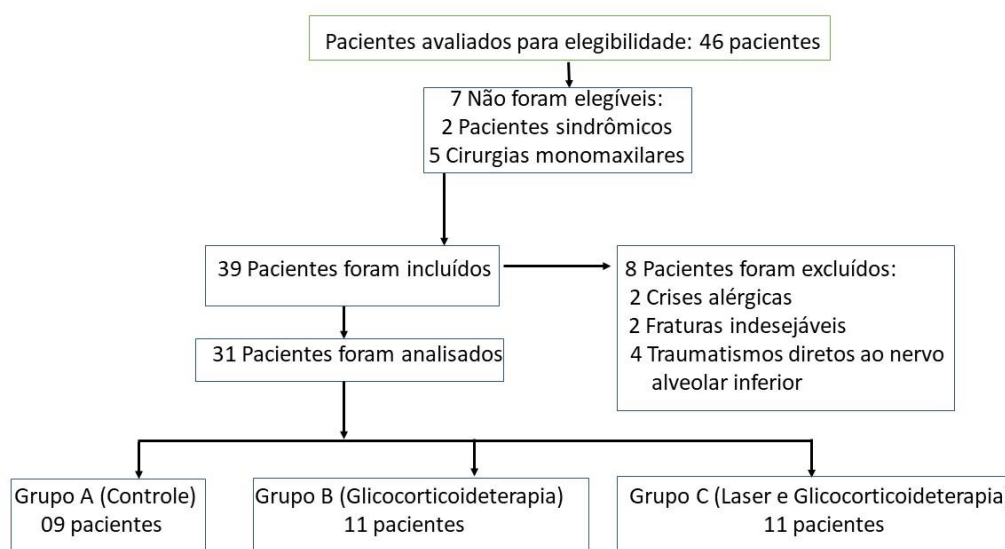 Pacientes avaliados para elegibilidade: 46 pacientes
7 Não foram elegíveis:
2 Pacientes sindrômicos
5 Cirurgias monomaxilares
39 Pacientes foram incluídos
8 Pacientes foram excluídos:
2 Crises alérgicas
2 Fraturas indesejáveis
4 Traumatismos diretos ao nervo
alveolar inferior
31 Pacientes foram analisados
Grupo A (Controle)
09 pacientes
Grupo B (Glicocorticoideterapia)
11 pacientes
Grupo C (Laser e Glicocorticoideterapia)
11 pacientes